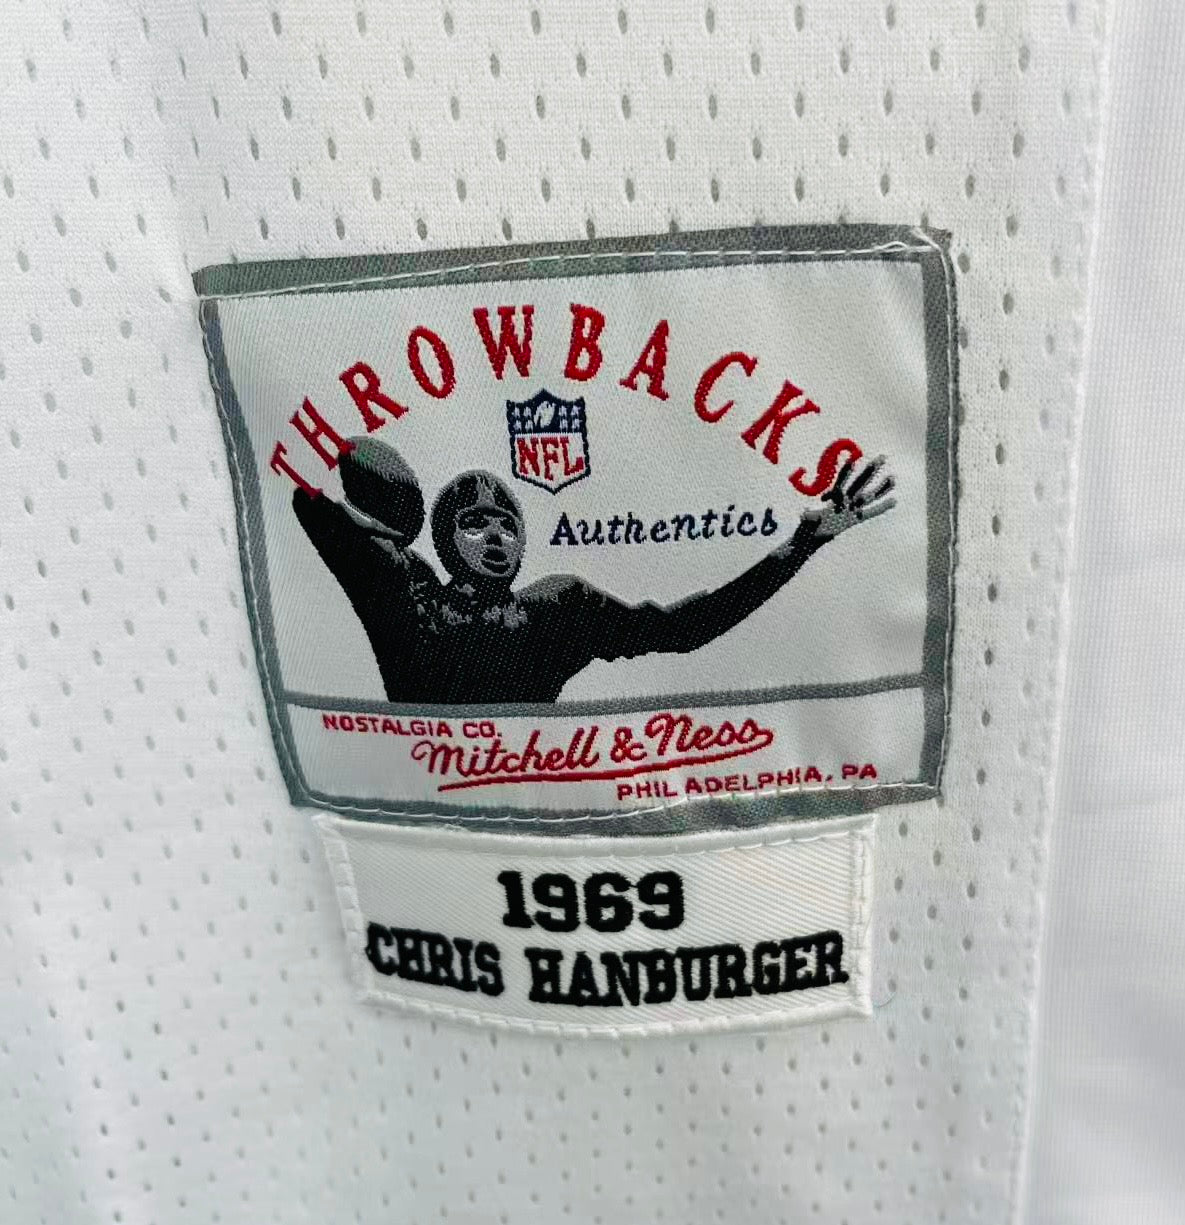 THROWBACKS
NFL
Authentics
NOSTALGIA CO.
Mitchell & Ness
PHILADELPHIA, PA
1969
CHRIS HANBURGER